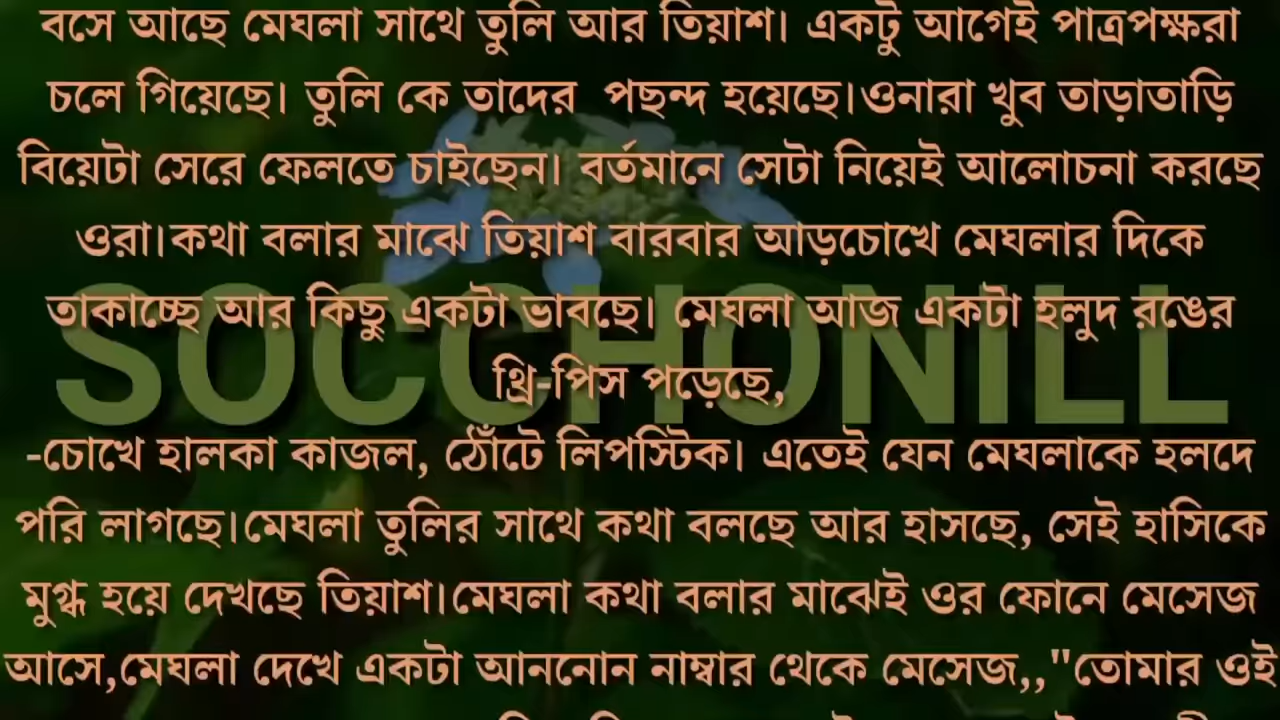 বসে আছে মেঘলা সাথে তুলি আর তিয়াশ। একটু আগেই পাত্রপক্ষরা
চলে গিয়েছে। তুলি কে তাদের পছন্দ হয়েছে।ওনারা খুব তাড়াতাড়ি
বিয়েটা সেরে ফেলতে চাইছেন। বর্তমানে সেটা নিয়েই আলোচনা করছে
ওরা।কথা বলার মাঝে তিয়াশ বারবার আড়চোখে মেঘলার দিকে
তাকাচ্ছে আর কিছু একটা ভাবছে। মেঘলা আজ একটা হলুদ রঙের
থ্রি-পিস পড়েছে,
SOCCHONILL
-চোখে হালকা কাজল, ঠোঁটে লিপস্টিক। এতেই যেন মেঘলাকে হলদে
পরি লাগছে।মেঘলা তুলির সাথে কথা বলছে আর হাসছে, সেই হাসিকে
মুগ্ধ হয়ে দেখছে তিয়াশ।মেঘলা কথা বলার মাঝেই ওর ফোনে মেসেজ
আসে,মেঘলা দেখে একটা আননোন নাম্বার থেকে মেসেজ,,"তোমার ওই